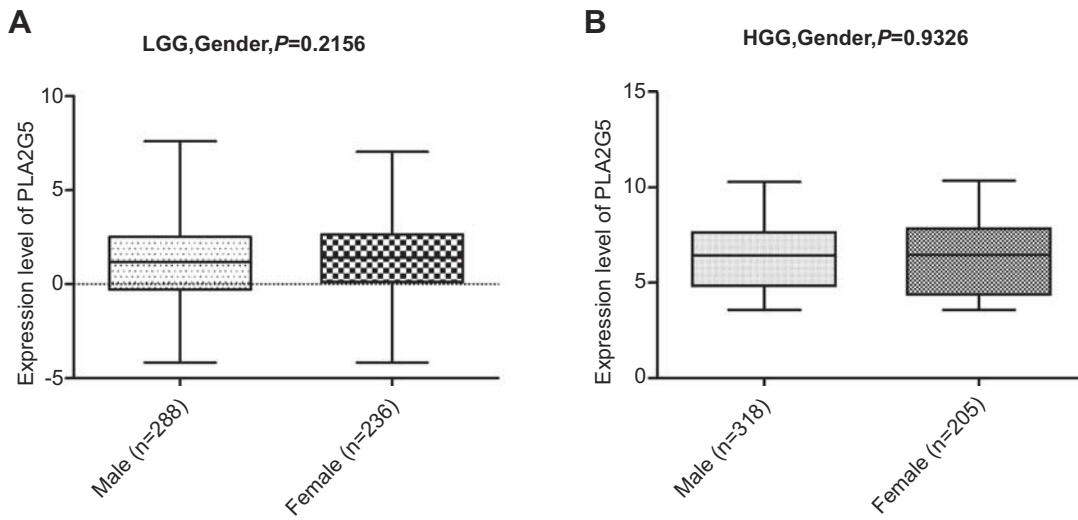 A
LGG,Gender,P=0.2156
Expression level of PLA2G5
10
5
0
-5
Male (n=288)
Female (n=236)
B
HGG,Gender,P=0.9326
Expression level of PLA2G5
15
10
5
0
Male (n=318)
Female (n=205)